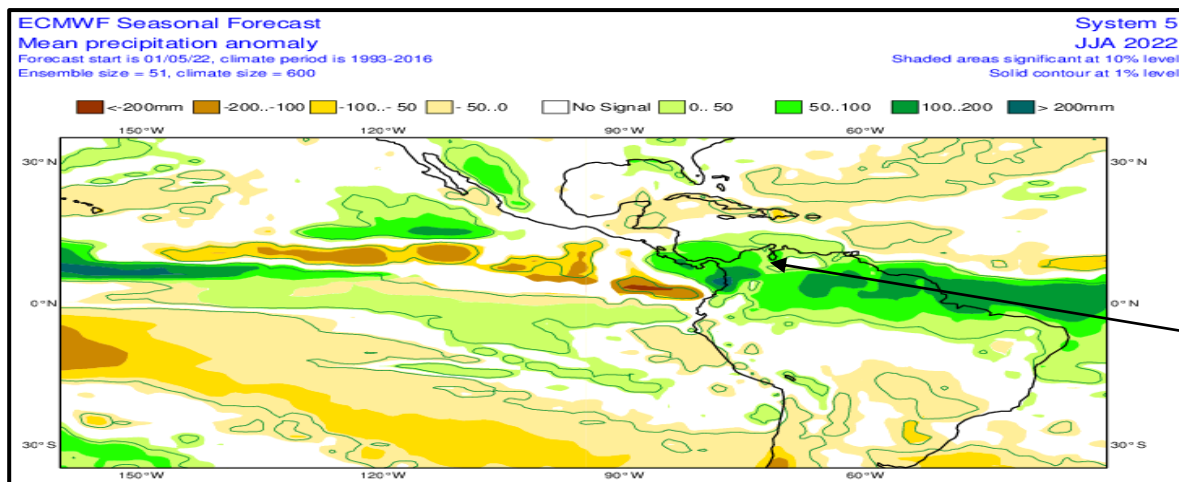 ECMWF Seasonal Forecast
System 5
Mean precipitation anomaly
JJA 2022
Forecast start is 01/05/22, climate period is 1993-2016
Shaded areas significant at 10% level
Ensemble size = 51, climate size = 600
Solid contour at 1% level
<-200mm -200..-100 -100..- 50 - 50..0 No Signal 0.. 50 50..100 100..200 > 200mm
150°W 120°W 90°W 60°W
30°N 30°N
0°N 0°N
30°S 30°S
150°W 120°W 90°W 60°W